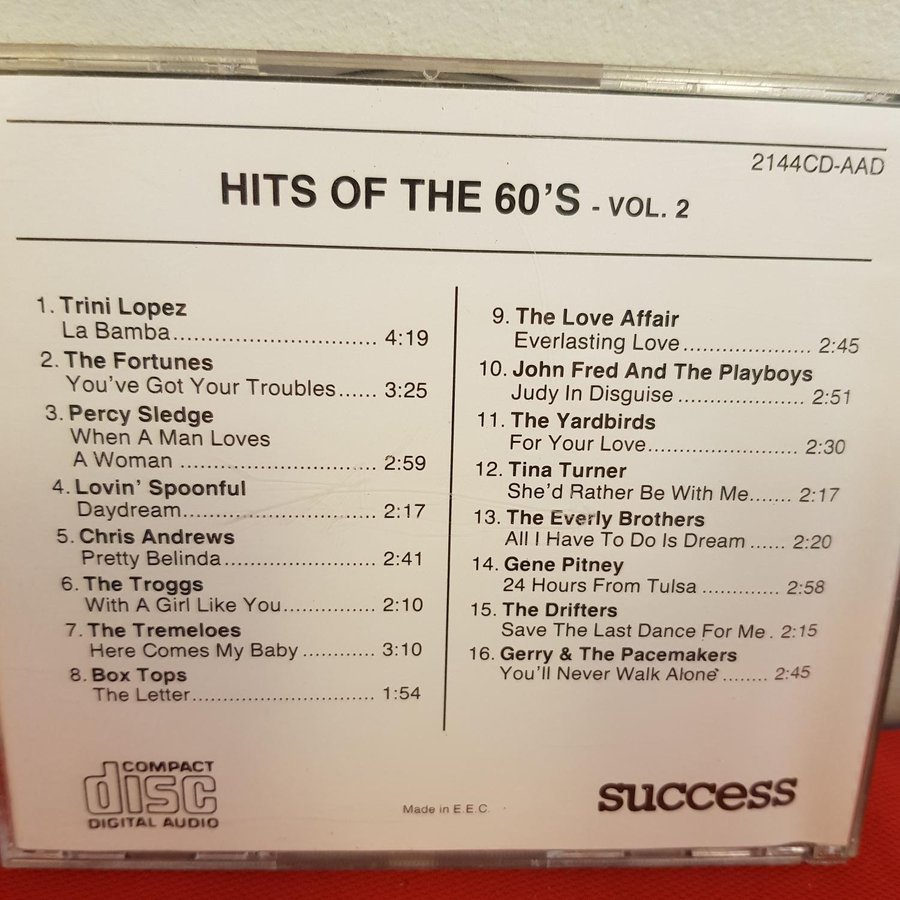 2144CD-AAD
HITS OF THE 60'S - VOL. 2
1. Trini Lopez
La Bamba............................. 4:19
2. The Fortunes
You've Got Your Troubles...... 3:25
3. Percy Sledge
When A Man Loves
A Woman ............................ 2:59
4. Lovin' Spoonful
Daydream............................ 2:17
5. Chris Andrews
Pretty Belinda...................... 2:41
6. The Troggs
With A Girl Like You............. 2:10
7. The Tremeloes
Here Comes My Baby ........... 3:10
8. Box Tops
The Letter............................ 1:54
9. The Love Affair
Everlasting Love................... 2:45
10. John Fred And The Playboys
Judy In Disguise ................... 2:51
11. The Yardbirds
For Your Love....................... 2:30
12. Tina Turner
She'd Rather Be With Me....... 2:17
13. The Everly Brothers
All I Have To Do Is Dream ...... 2:20
14. Gene Pitney
24 Hours From Tulsa ............. 2:58
15. The Drifters
Save The Last Dance For Me . 2:15
16. Gerry & The Pacemakers
You'll Never Walk Alone ........ 2:45
COMPACT
disc
DIGITAL AUDIO
Made in E.E.C.
success